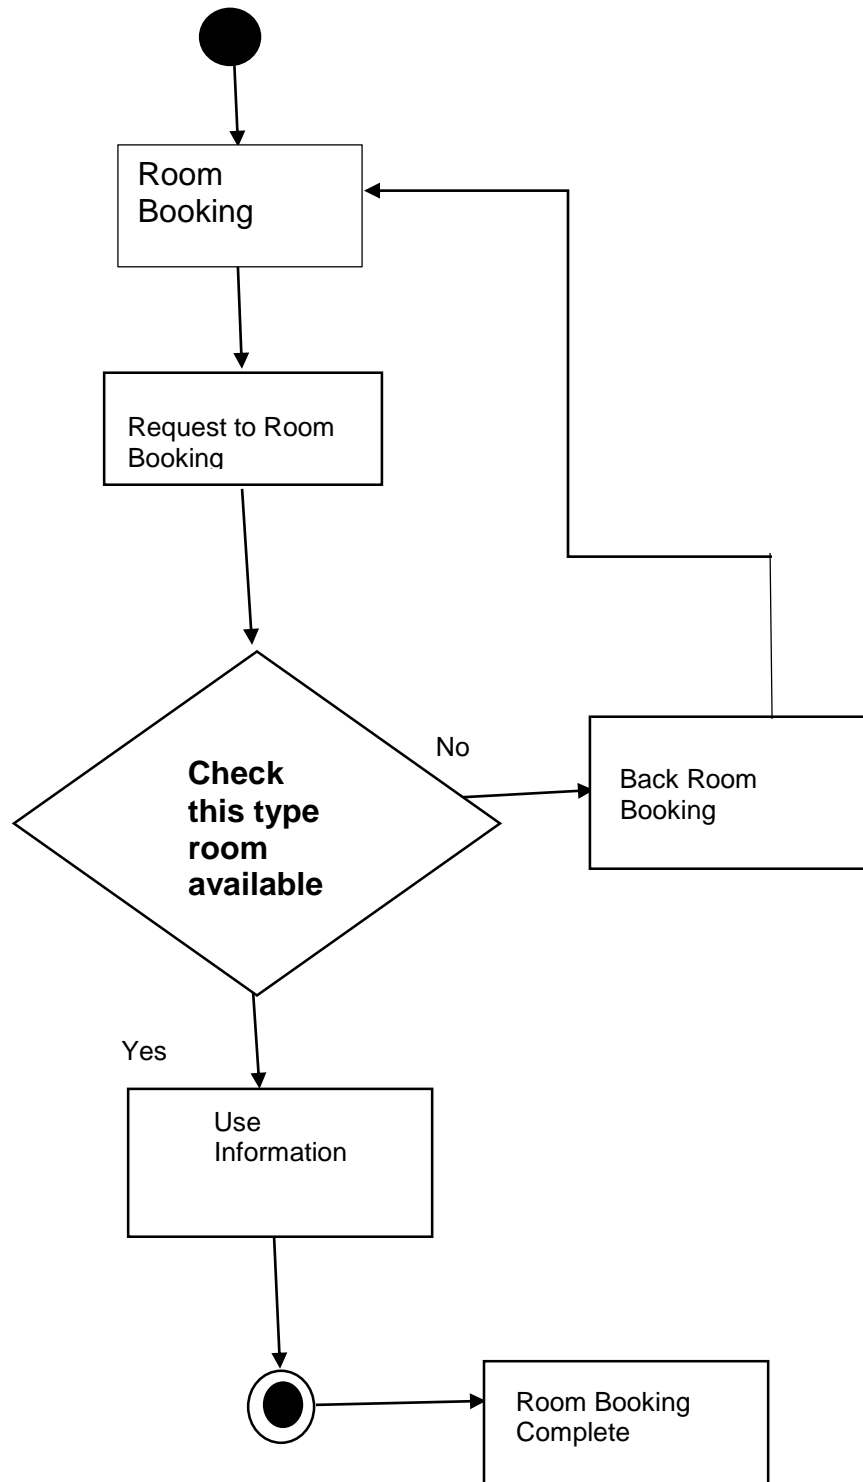 Room
Booking
Request to Room
Booking
No
Check
this type
room
available
Back Room
Booking
Yes
Use
Information
Room Booking
Complete